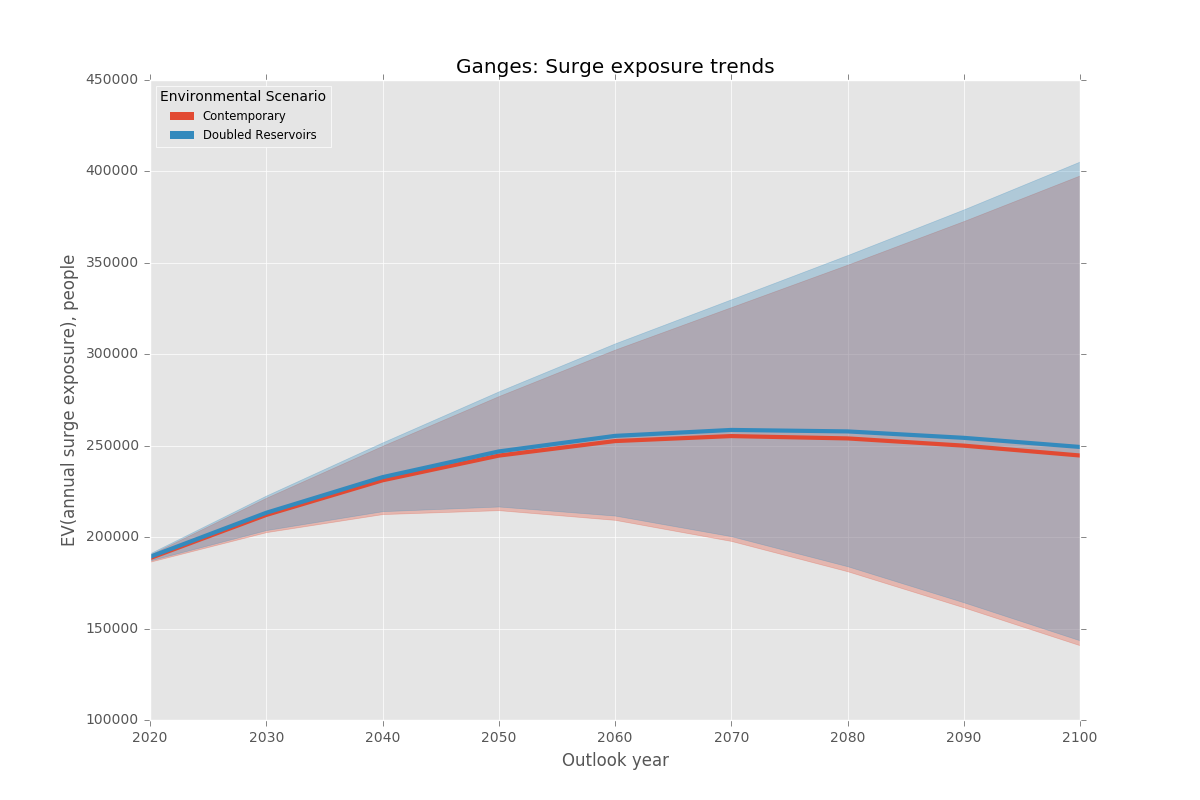 Ganges: Surge exposure trends
Environmental Scenario
Contemporary
Doubled Reservoirs
EV(annual surge exposure), people
450000
400000
350000
300000
250000
200000
150000
100000
2020 2030 2040 2050 2060 2070 2080 2090 2100
Outlook year